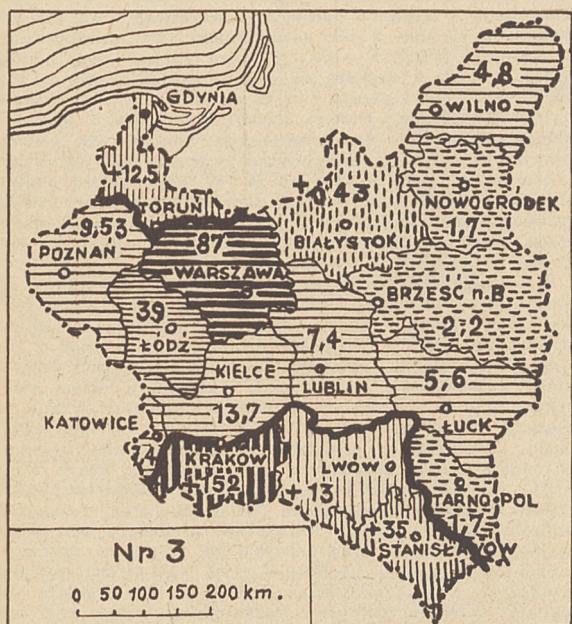 4,8
WILNO
GDYNIA
+12,5
TORUŃ
+0,43
BIAŁYSTOK
NOWOGRÓDEK
1,7
9,53
POZNAŃ
87
WARSZAWA
BRZEŚĆ n.B.
2,2
39
ŁÓDŹ
7,4
LUBLIN
KIELCE
13,7
5,6
ŁUCK
KATOWICE
KRAKÓW
+152
LWÓW
+13
TARNOPOL
1,7
+35
STANISŁAWÓW
Nr 3
0 50 100 150 200 km.